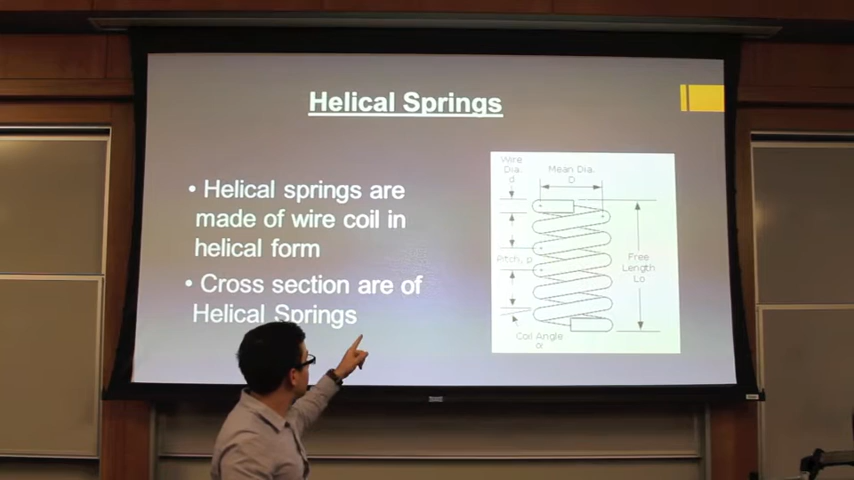 Helical Springs
• Helical springs are
made of wire coil in
helical form
• Cross section are of
Helical Springs
Wire
Dia.
d
Mean Dia.
D
Pitch, p
Free
Length
Lo
Coil Angle
α